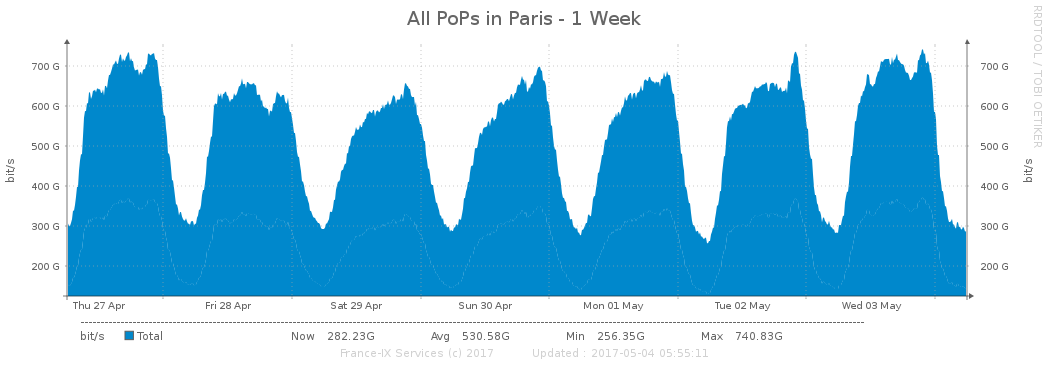 All PoPs in Paris - 1 Week
RRDTOOL / TOBI OETIKER
bit/s
bit/s
700 G 700 G
600 G 600 G
500 G 500 G
400 G 400 G
300 G 300 G
200 G 200 G
Thu 27 Apr Fri 28 Apr Sat 29 Apr Sun 30 Apr Mon 01 May Tue 02 May Wed 03 May
bit/s Total Now 282.23G Avg 530.58G Min 256.35G Max 740.83G
France-IX Services (c) 2017 Updated : 2017-05-04 05:55:11